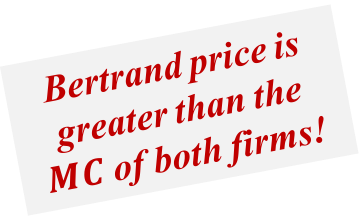 Bertrand price is
greater than the
MC of both firms!